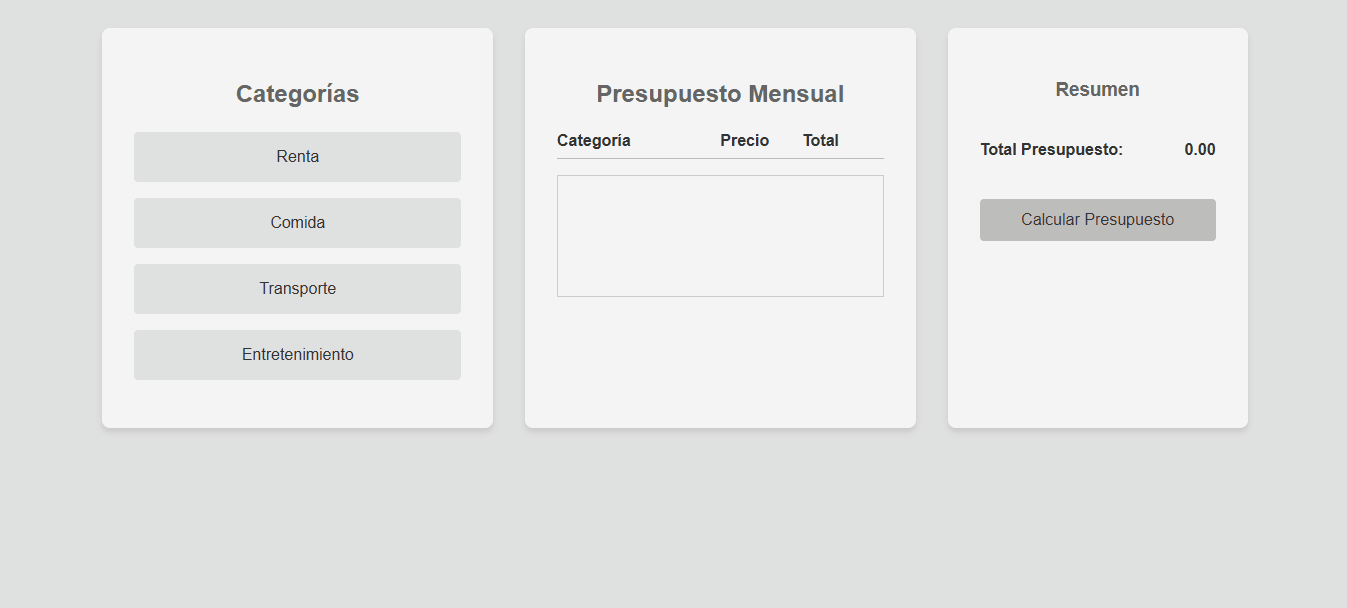 Categorías
Renta
Comida
Transporte
Entretenimiento
Presupuesto Mensual
Categoría Precio Total
Resumen
Total Presupuesto: 0.00
Calcular Presupuesto